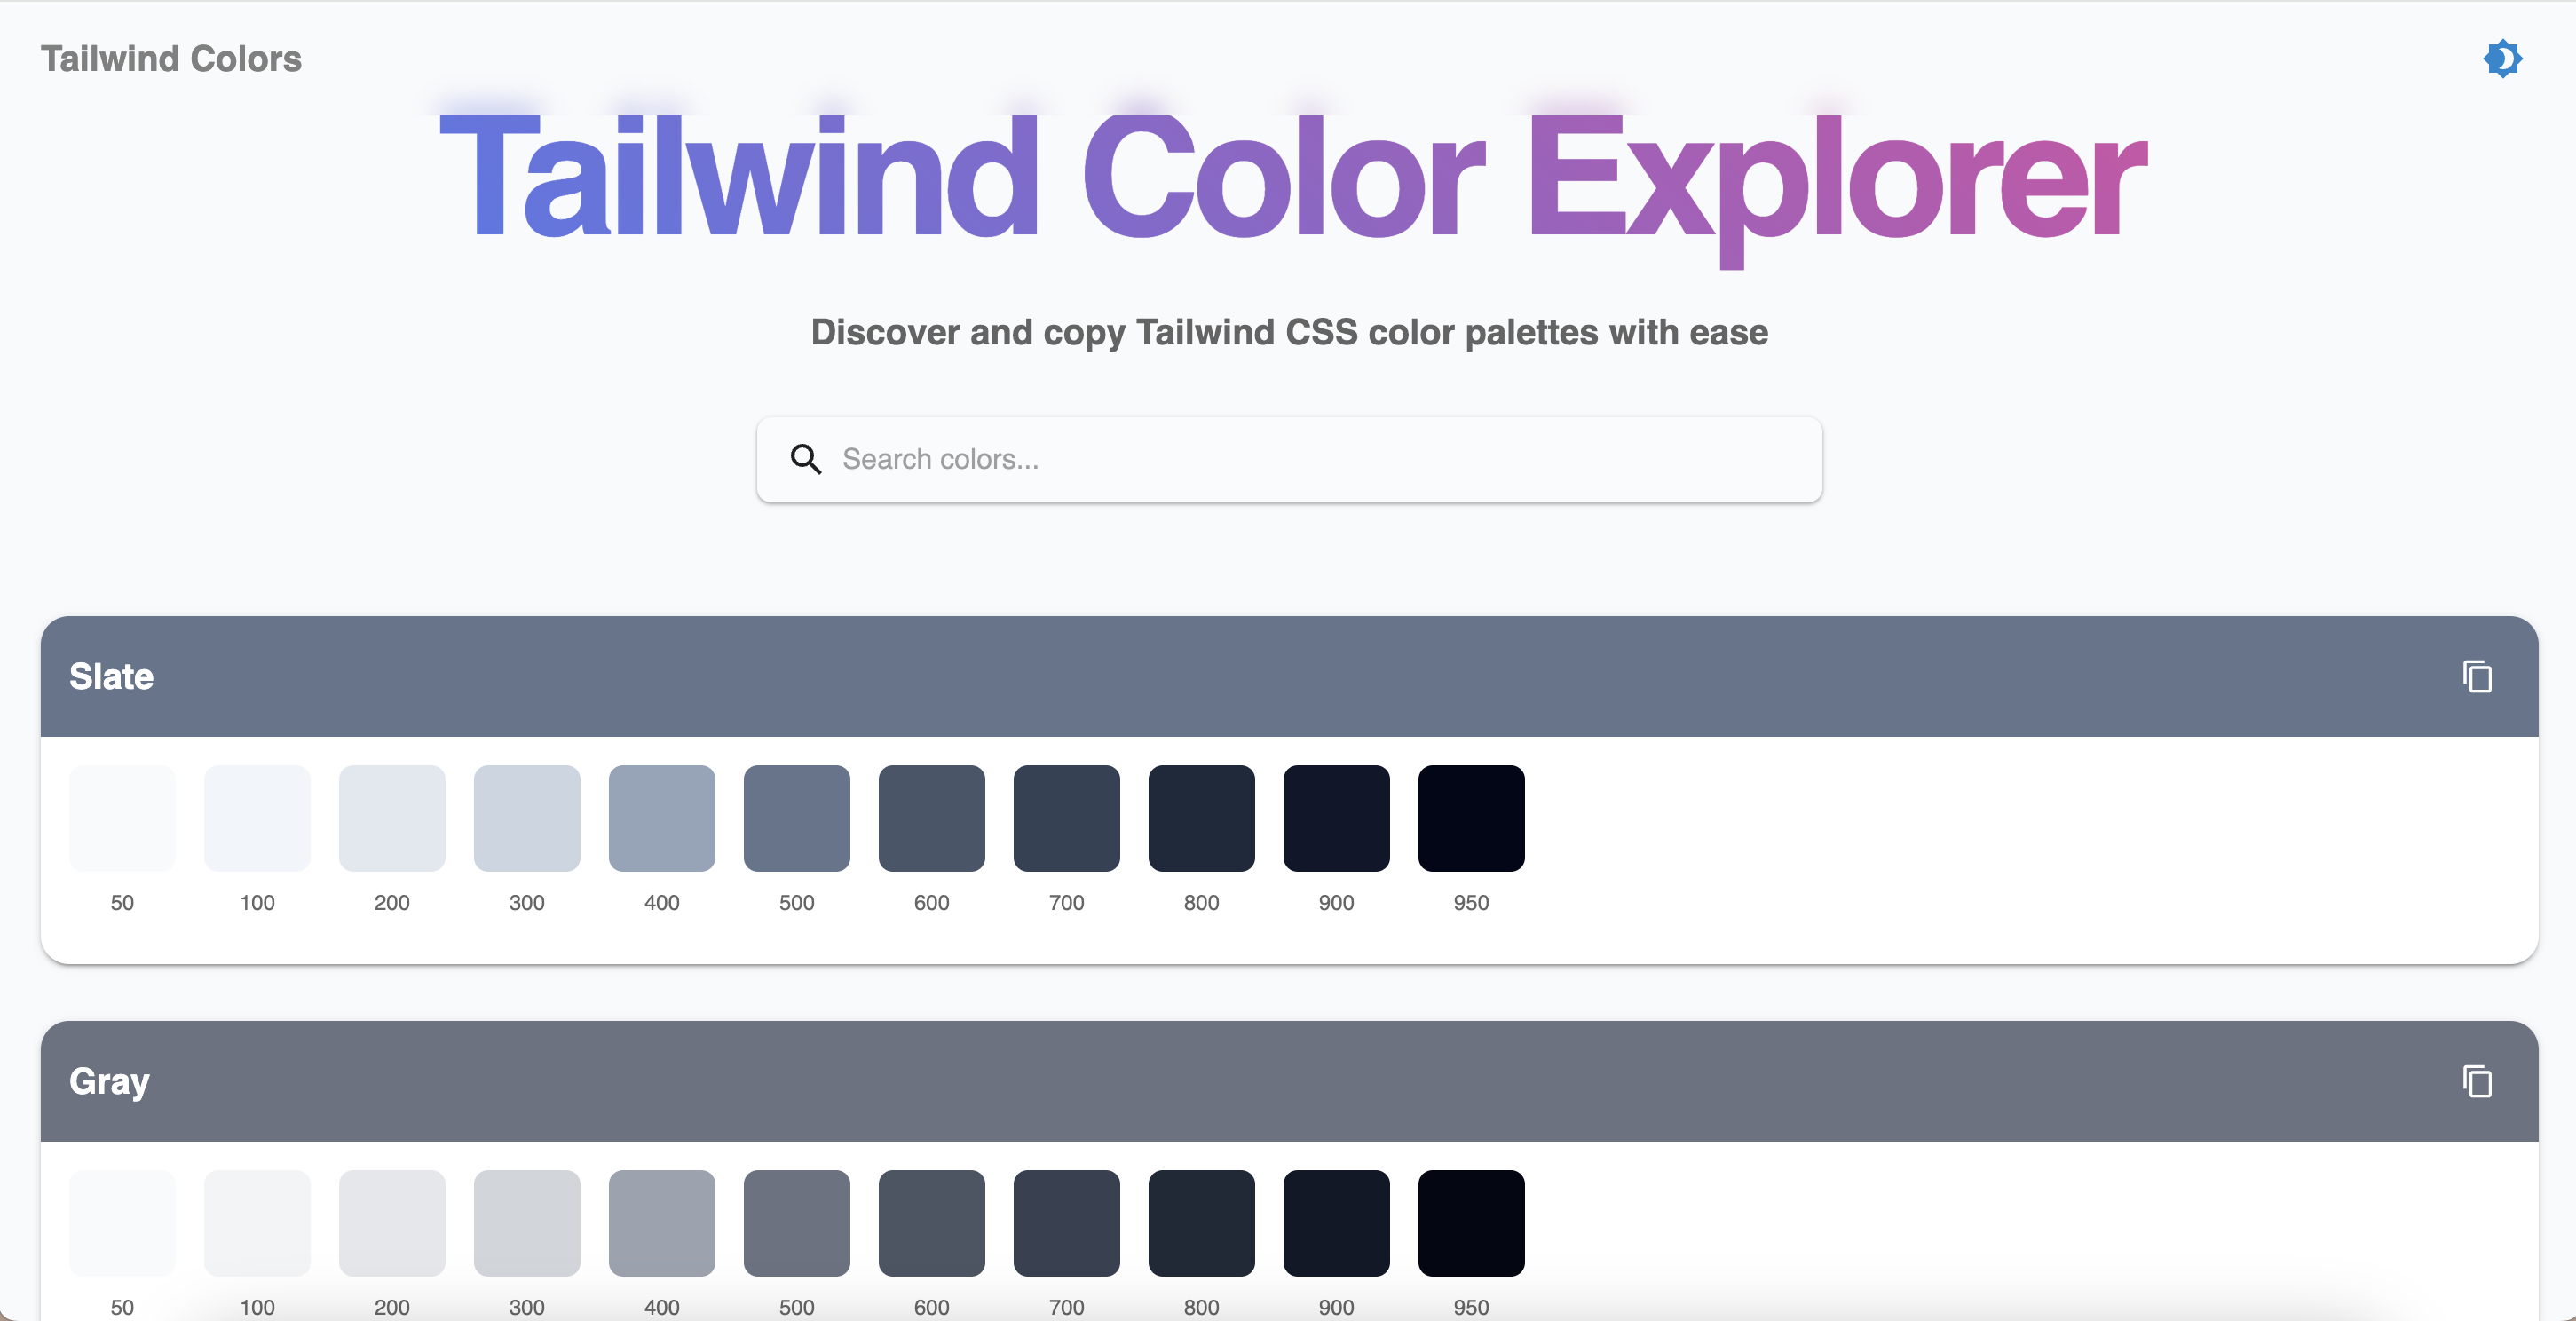 Tailwind Colors
Tailwind Color Explorer
Discover and copy Tailwind CSS color palettes with ease
Search colors...
Slate
50 100 200 300 400 500 600 700 800 900 950
Gray
50 100 200 300 400 500 600 700 800 900 950